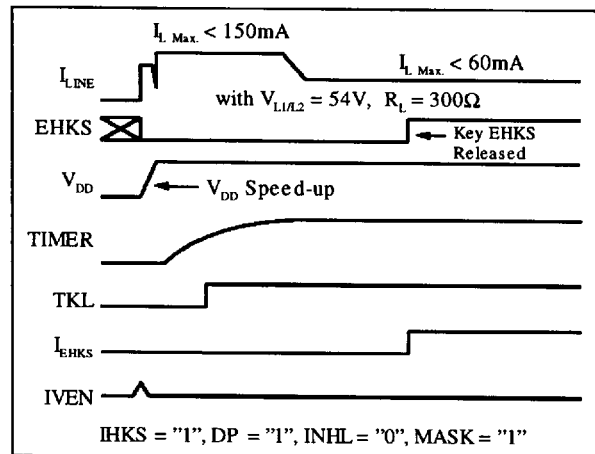 I_L Max. < 150mA
I_LINE
I_L Max. < 60mA
with V_L1/L2 = 54V, R_L = 300Ω
EHKS
Key EHKS
Released
V_DD
V_DD Speed-up
TIMER
TKL
I_EHKS
IVEN
IHKS = "1", DP = "1", INHL = "0", MASK = "1"